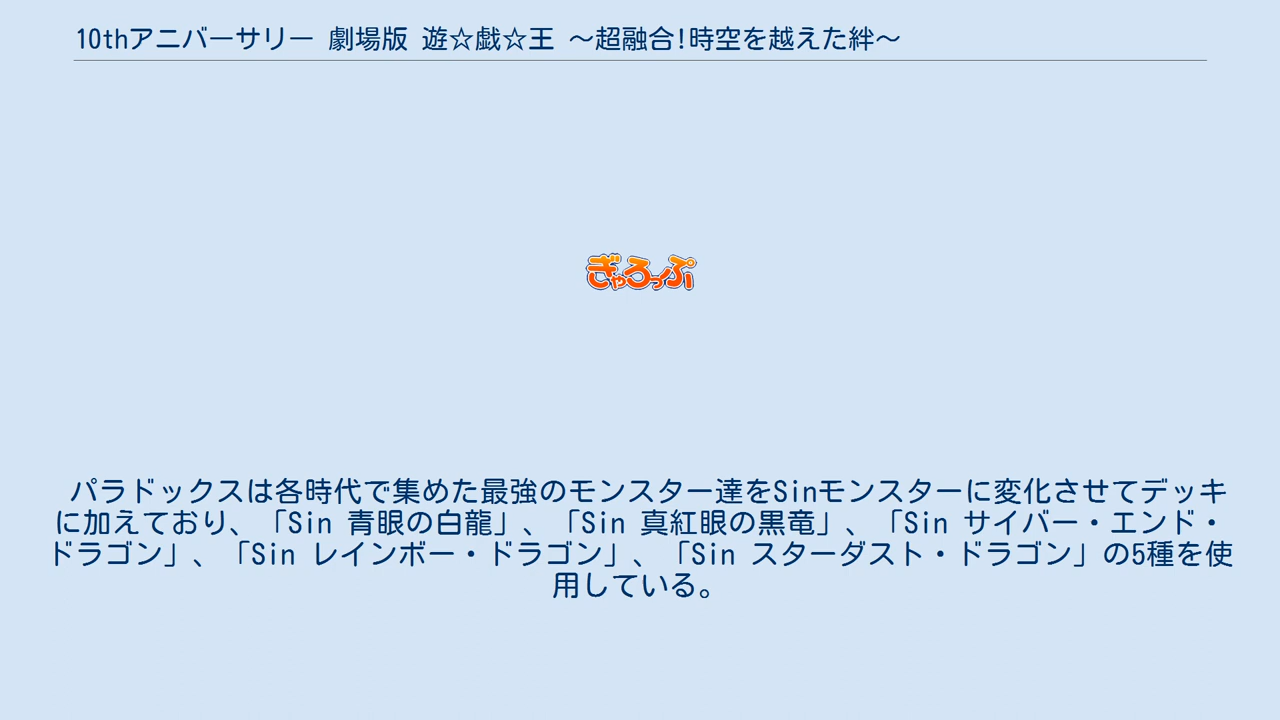 10thアニバーサリー 劇場版 遊☆戯☆王 ～超融合!時空を越えた絆～
ぎゃろっぷ
パラドックスは各時代で集めた最強のモンスター達をSinモンスターに変化させてデッキ
に加えており、「Sin 青眼の白龍」、「Sin 真紅眼の黒竜」、「Sin サイバー・エンド・
ドラゴン」、「Sin レインボー・ドラゴン」、「Sin スターダスト・ドラゴン」の5種を使
用している。